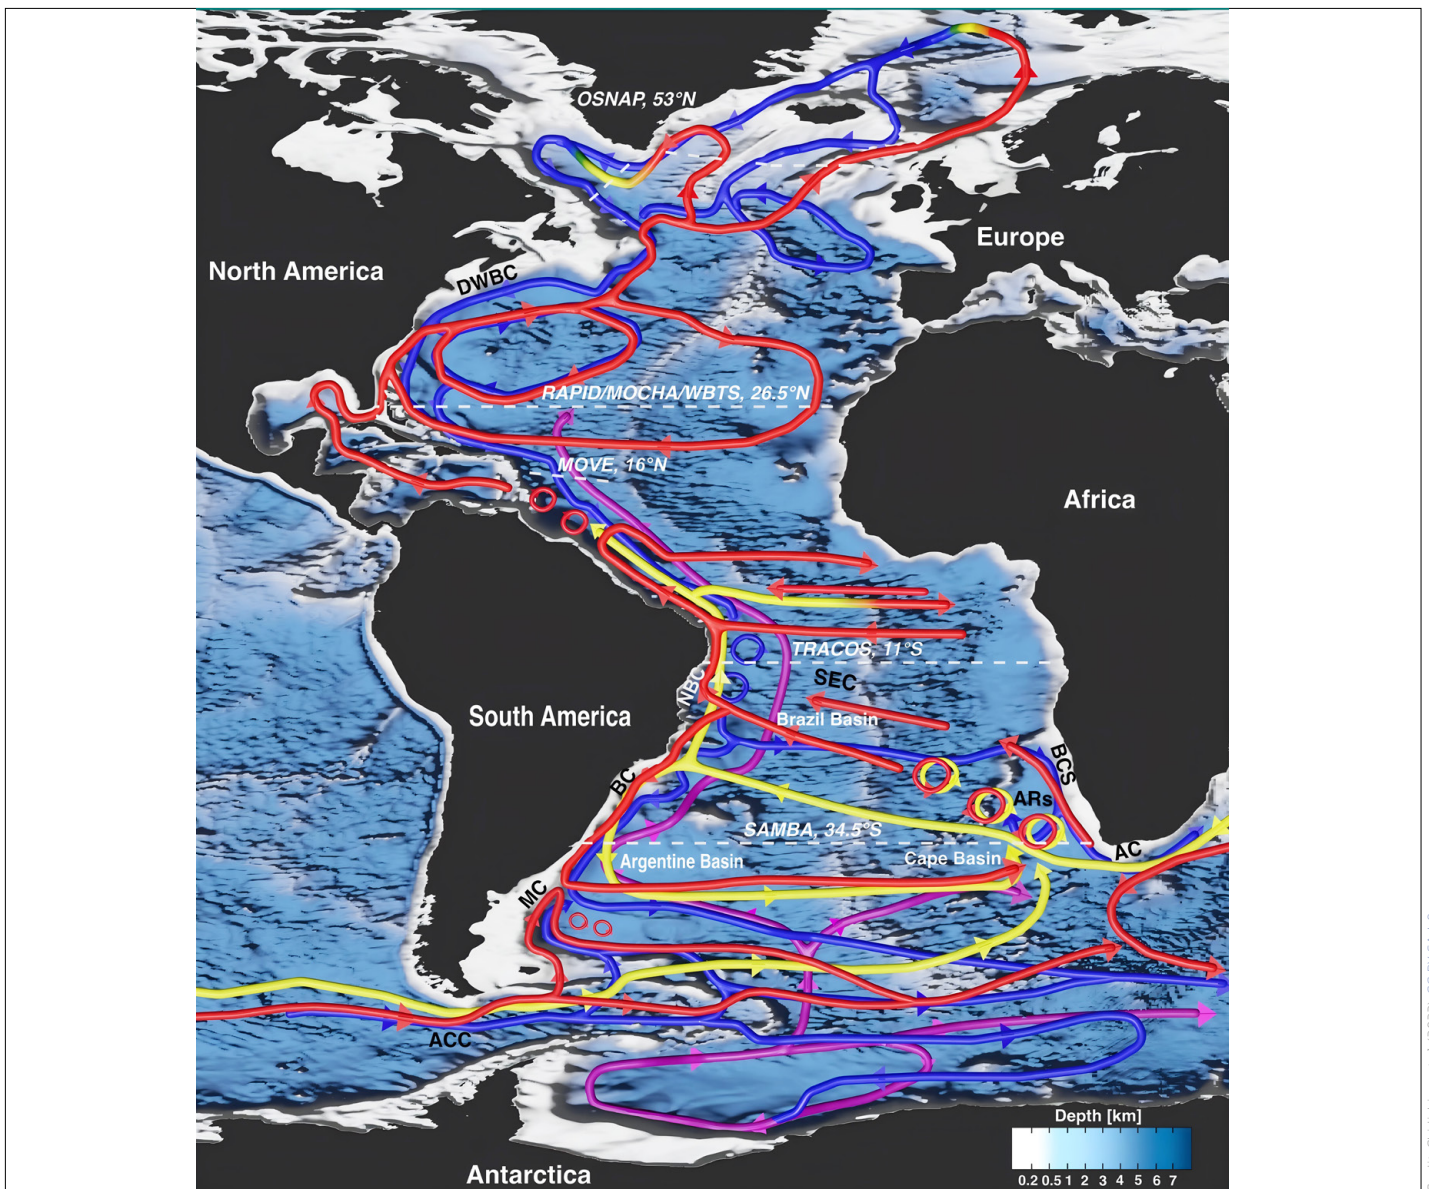 OSNAP, 53°N
Europe
North America
DWBC
RAPID/MOCHA/WBTS, 26.5°N
MOVE, 16°N
Africa
TRACOS, 11°S
SEC
NBC
South America
Brazil Basin
BCS
BC
ARs
SAMBA, 34.5°S
AC
Argentine Basin
Cape Basin
MC
ACC
Depth [km]
0.2 0.5 1 2 3 4 5 6 7
Antarctica